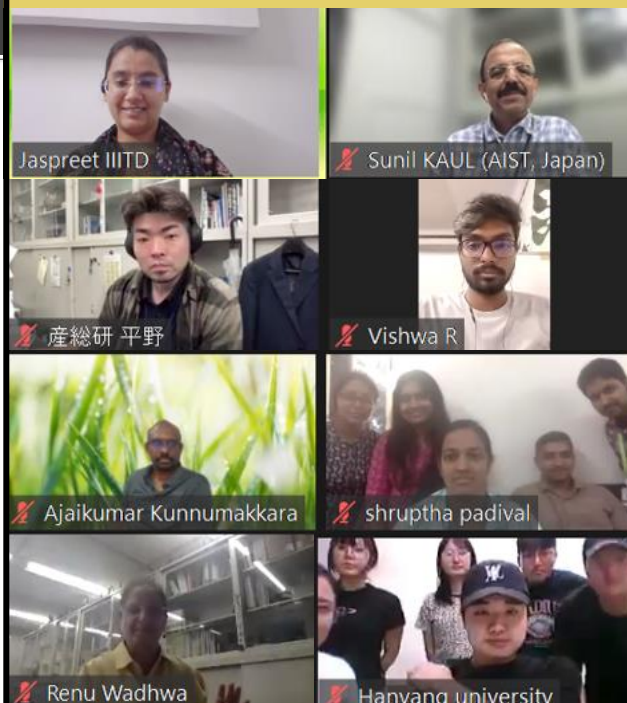 Jaspreet IIITD
Sunil KAUL (AIST, Japan)
産総研 平野
Vishwa R
Ajaikumar Kunnumakkara
shruptha padival
Renu Wadhwa
Hanyang university